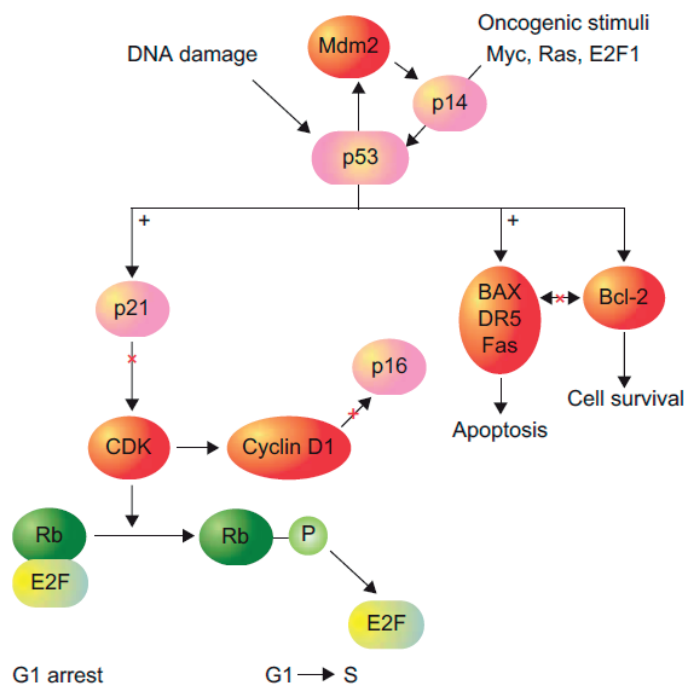 Oncogenic stimuli
Myc, Ras, E2F1
DNA damage
Mdm2
p14
p53
+
+
p21
BAX
DR5
Fas
Bcl-2
p16
Cell survival
Apoptosis
CDK
Cyclin D1
Rb
Rb
P
E2F
E2F
G1 arrest
G1 → S